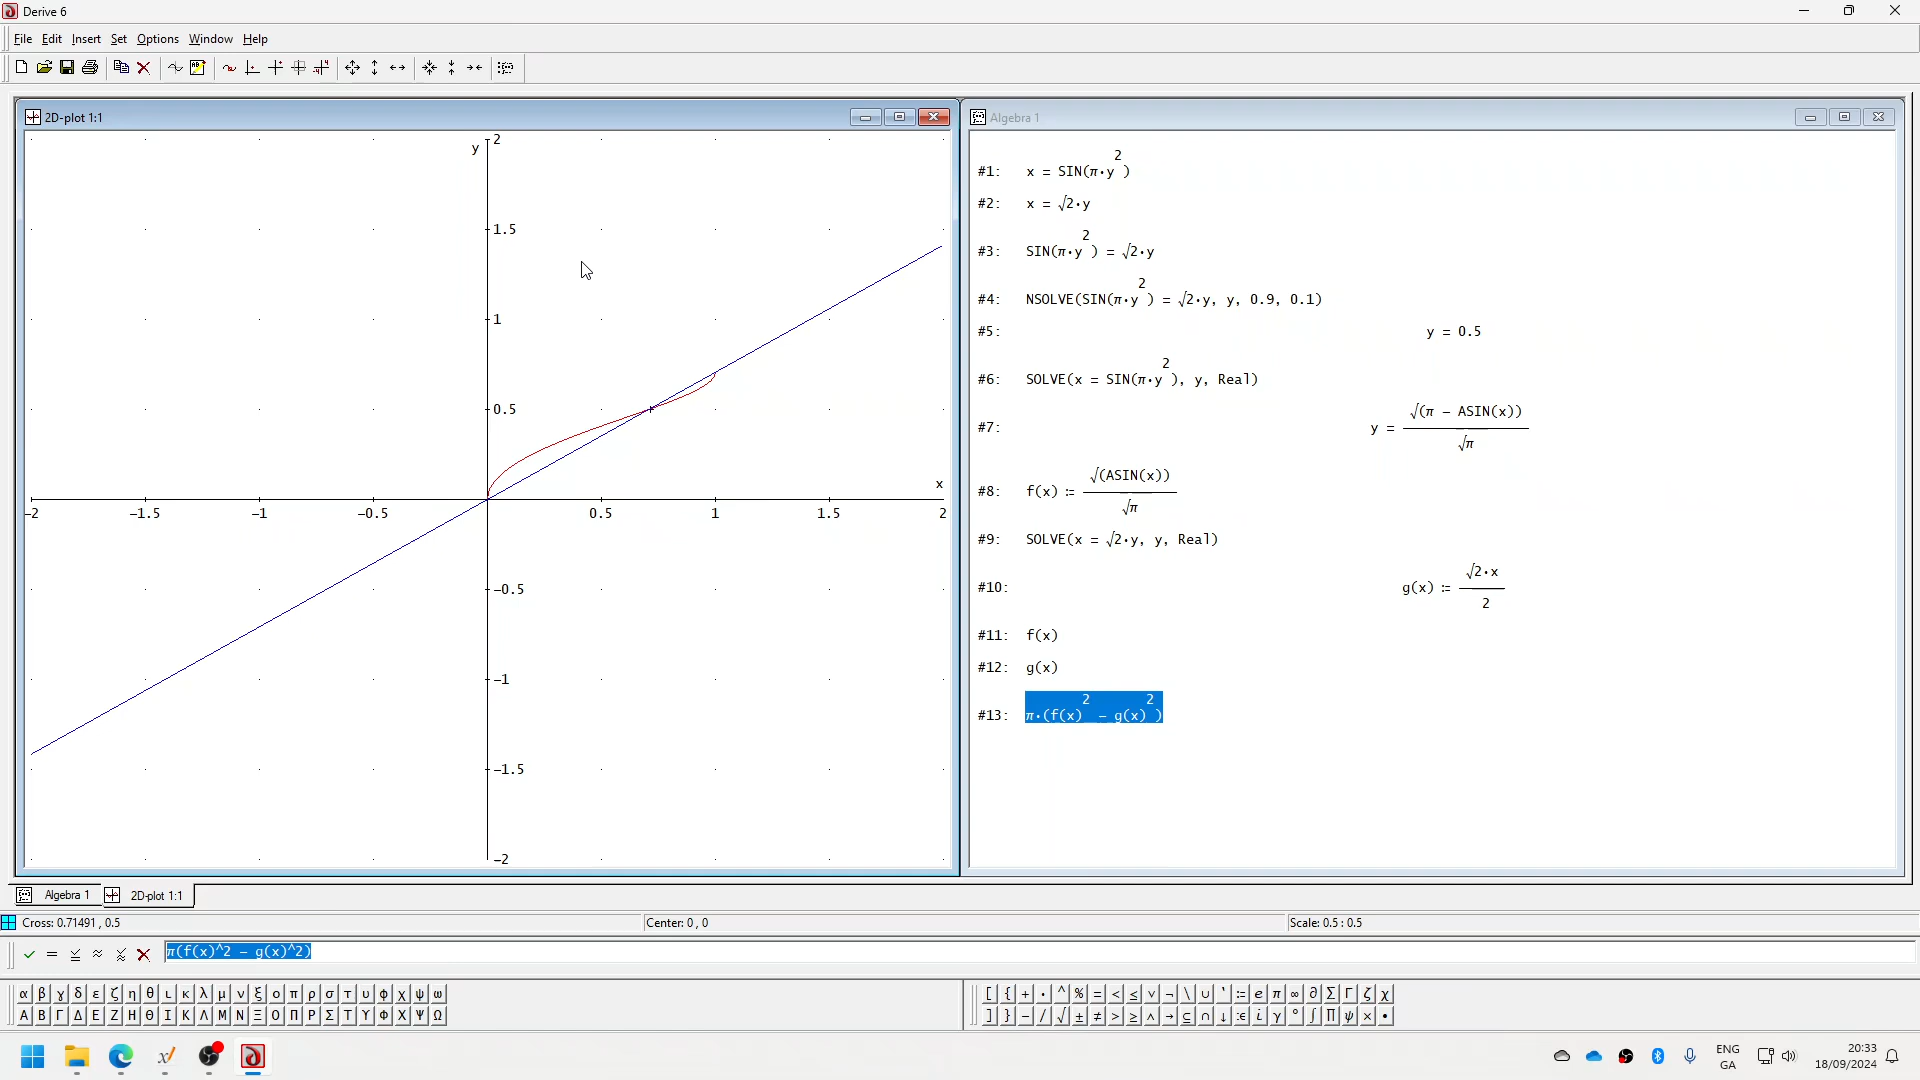 Derive 6
File Edit Insert Set Options Window Help
2D-plot 1:1
y
2
1.5
1
0.5
x
-2 -1.5 -1 -0.5 0.5 1 1.5 2
-0.5
-1
-1.5
-2
Algebra 1
#1: x = SIN(π·y²)
#2: x = √2·y
#3: SIN(π·y²) = √2·y
#4: NSOLVE(SIN(π·y²) = √2·y, y, 0.9, 0.1)
#5: y = 0.5
#6: SOLVE(x = SIN(π·y²), y, Real)
#7: y = √(π - ASIN(x)) / √π
#8: f(x) ≔ √(ASIN(x)) / √π
#9: SOLVE(x = √2·y, y, Real)
#10: g(x) ≔ √2·x / 2
#11: f(x)
#12: g(x)
#13: π·(f(x)² - g(x)²)
Algebra 1 2D-plot 1:1
Cross: 0.71491 , 0.5 Center: 0 , 0 Scale: 0.5 : 0.5
= π(f(x)^2 - g(x)^2)
α β γ δ ε ζ η θ ι κ λ μ ν ξ ο π ρ σ τ υ φ χ ψ ω
Α Β Γ Δ Ε Ζ Η Θ Ι Κ Λ Μ Ν Ξ Ο Π Ρ Σ Τ Υ Φ Χ Ψ Ω
[ { + · ^ % = < ≤ ∨ ¬ \ ∪ ‵ ≔ e π ∞ ∂ ∑ Γ ζ χ
] } - / √ ± ≠ > ≥ ∧ → ⊆ ∩ ↓ :∈ i γ ° ∫ ∏ ψ × •
ENG
GA
20:33
18/09/2024